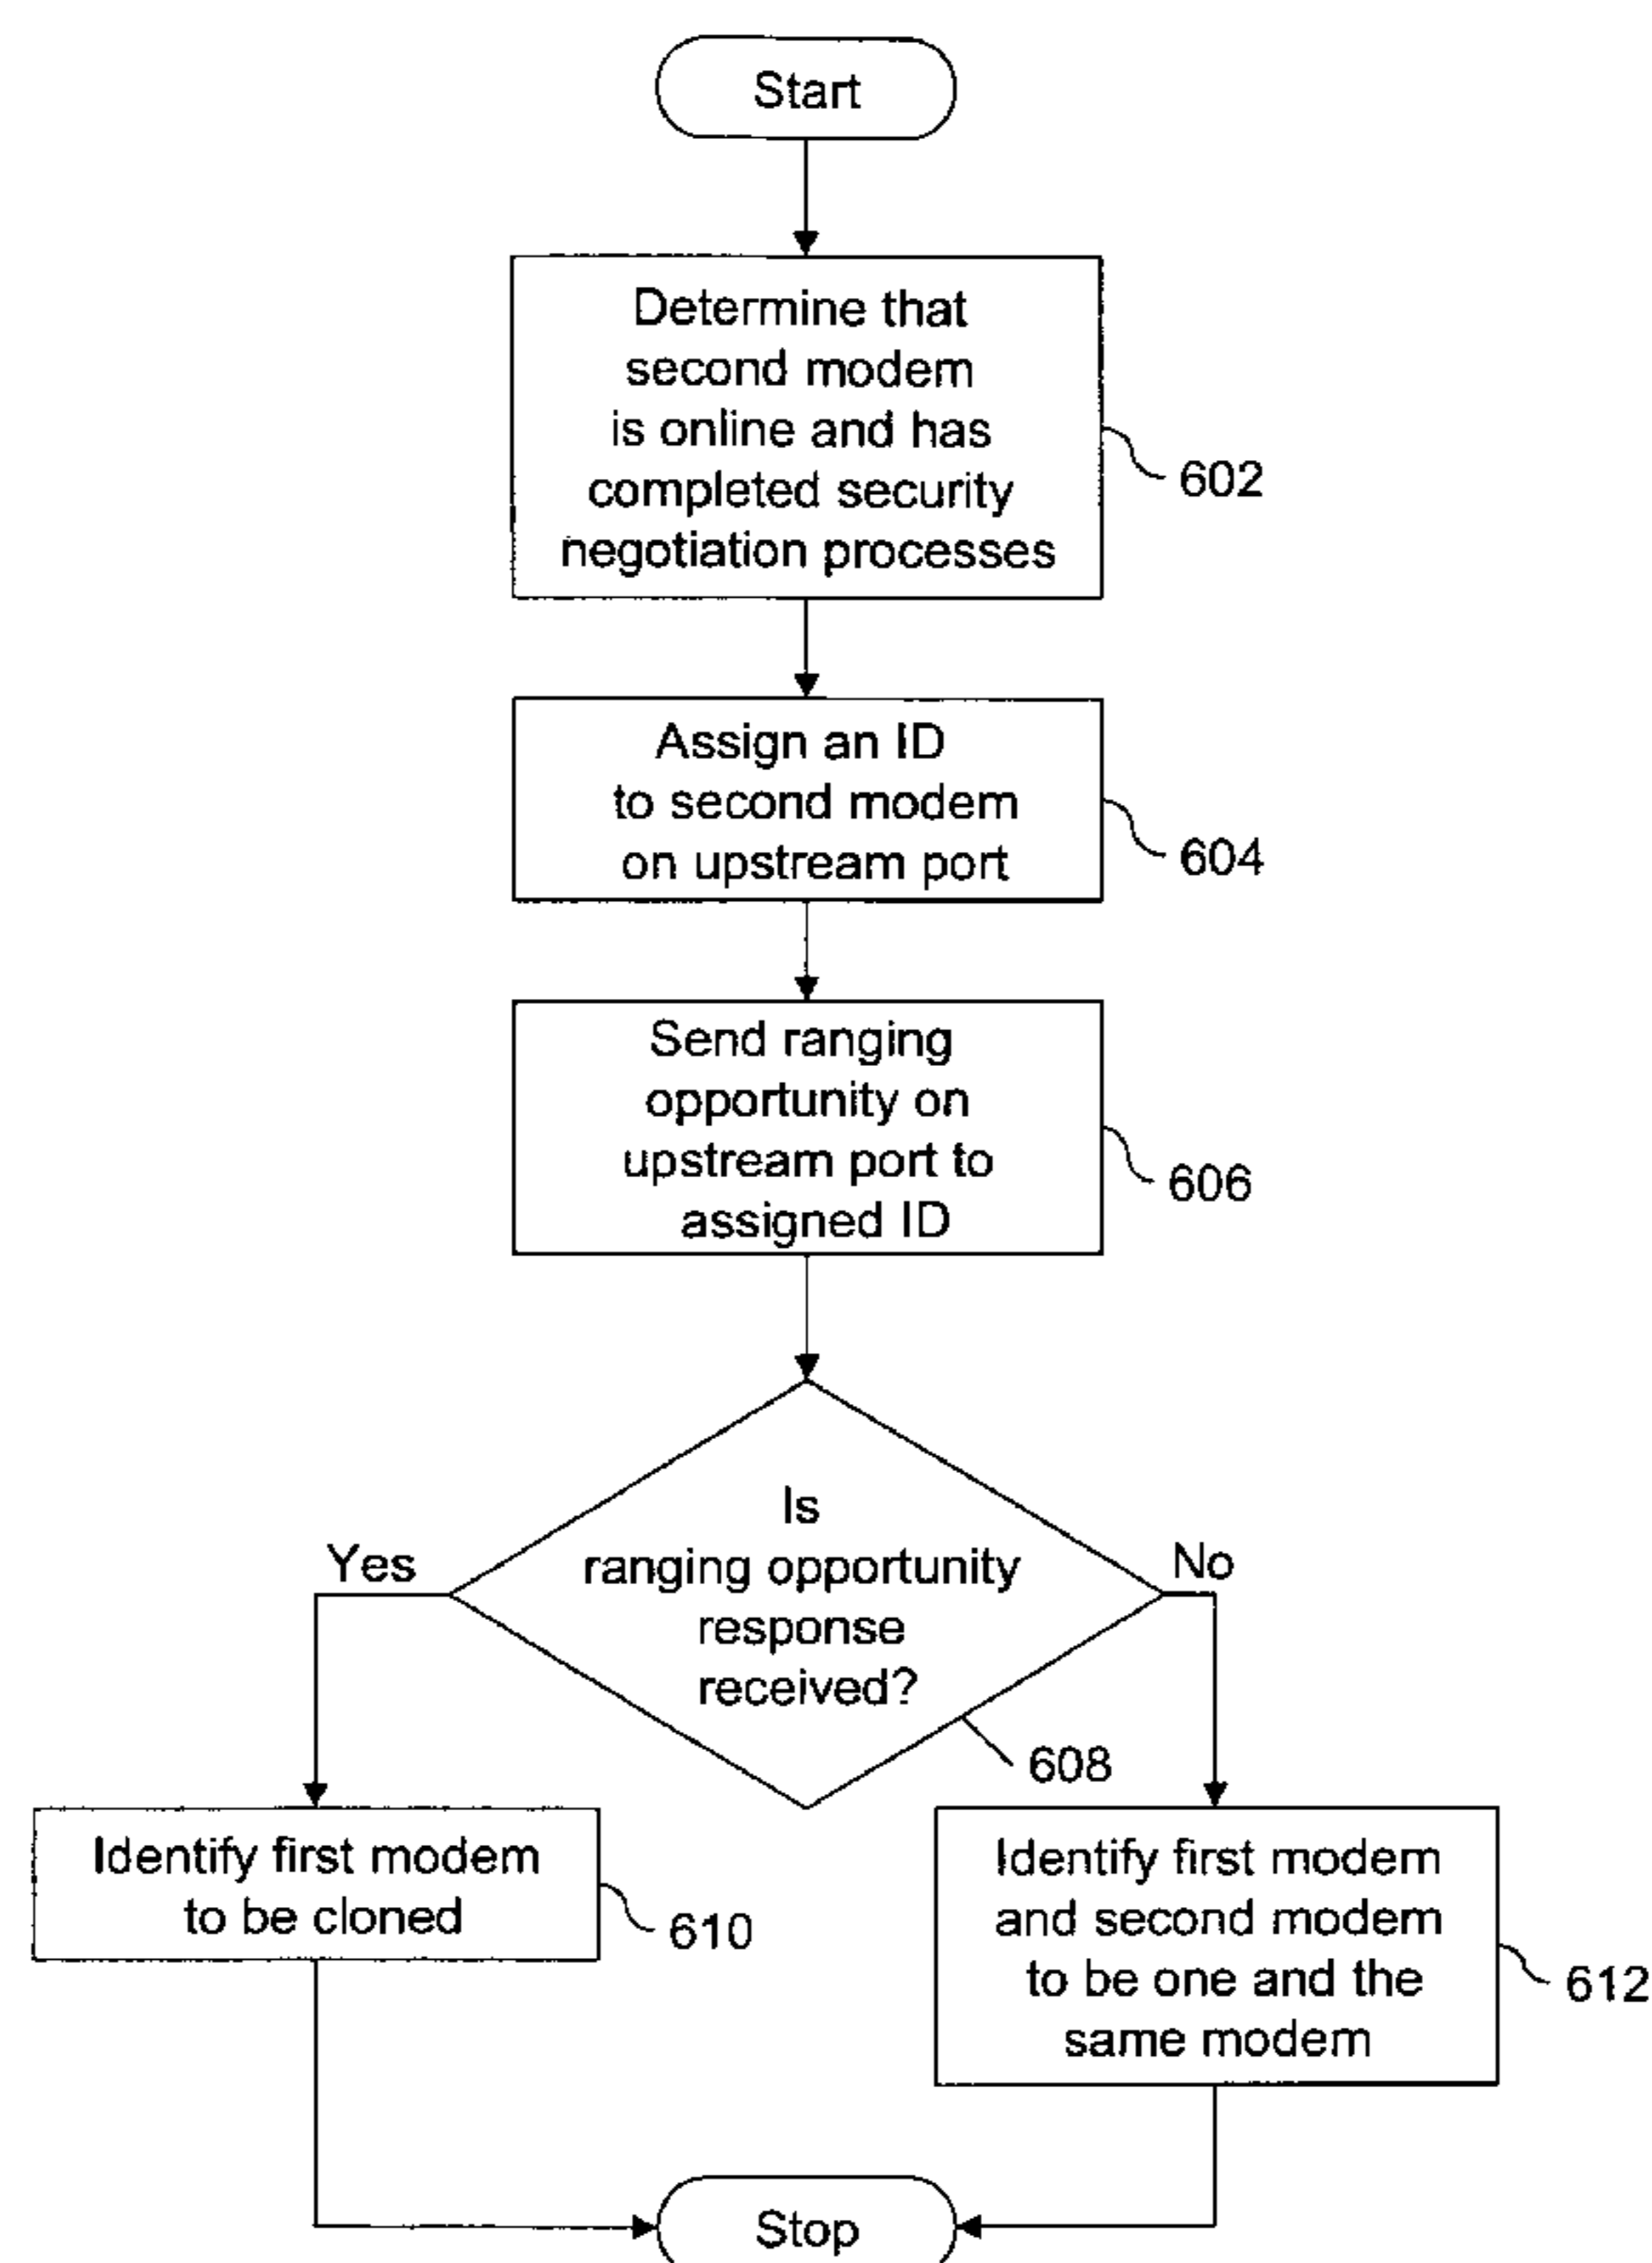 Start
Determine that
second modem
is online and has
completed security
negotiation processes
602
Assign an ID
to second modem
on upstream port
604
Send ranging
opportunity on
upstream port to
assigned ID
606
Is
ranging opportunity
response
received?
Yes
No
608
Identify first modem
to be cloned
610
Identify first modem
and second modem
to be one and the
same modem
612
Stop